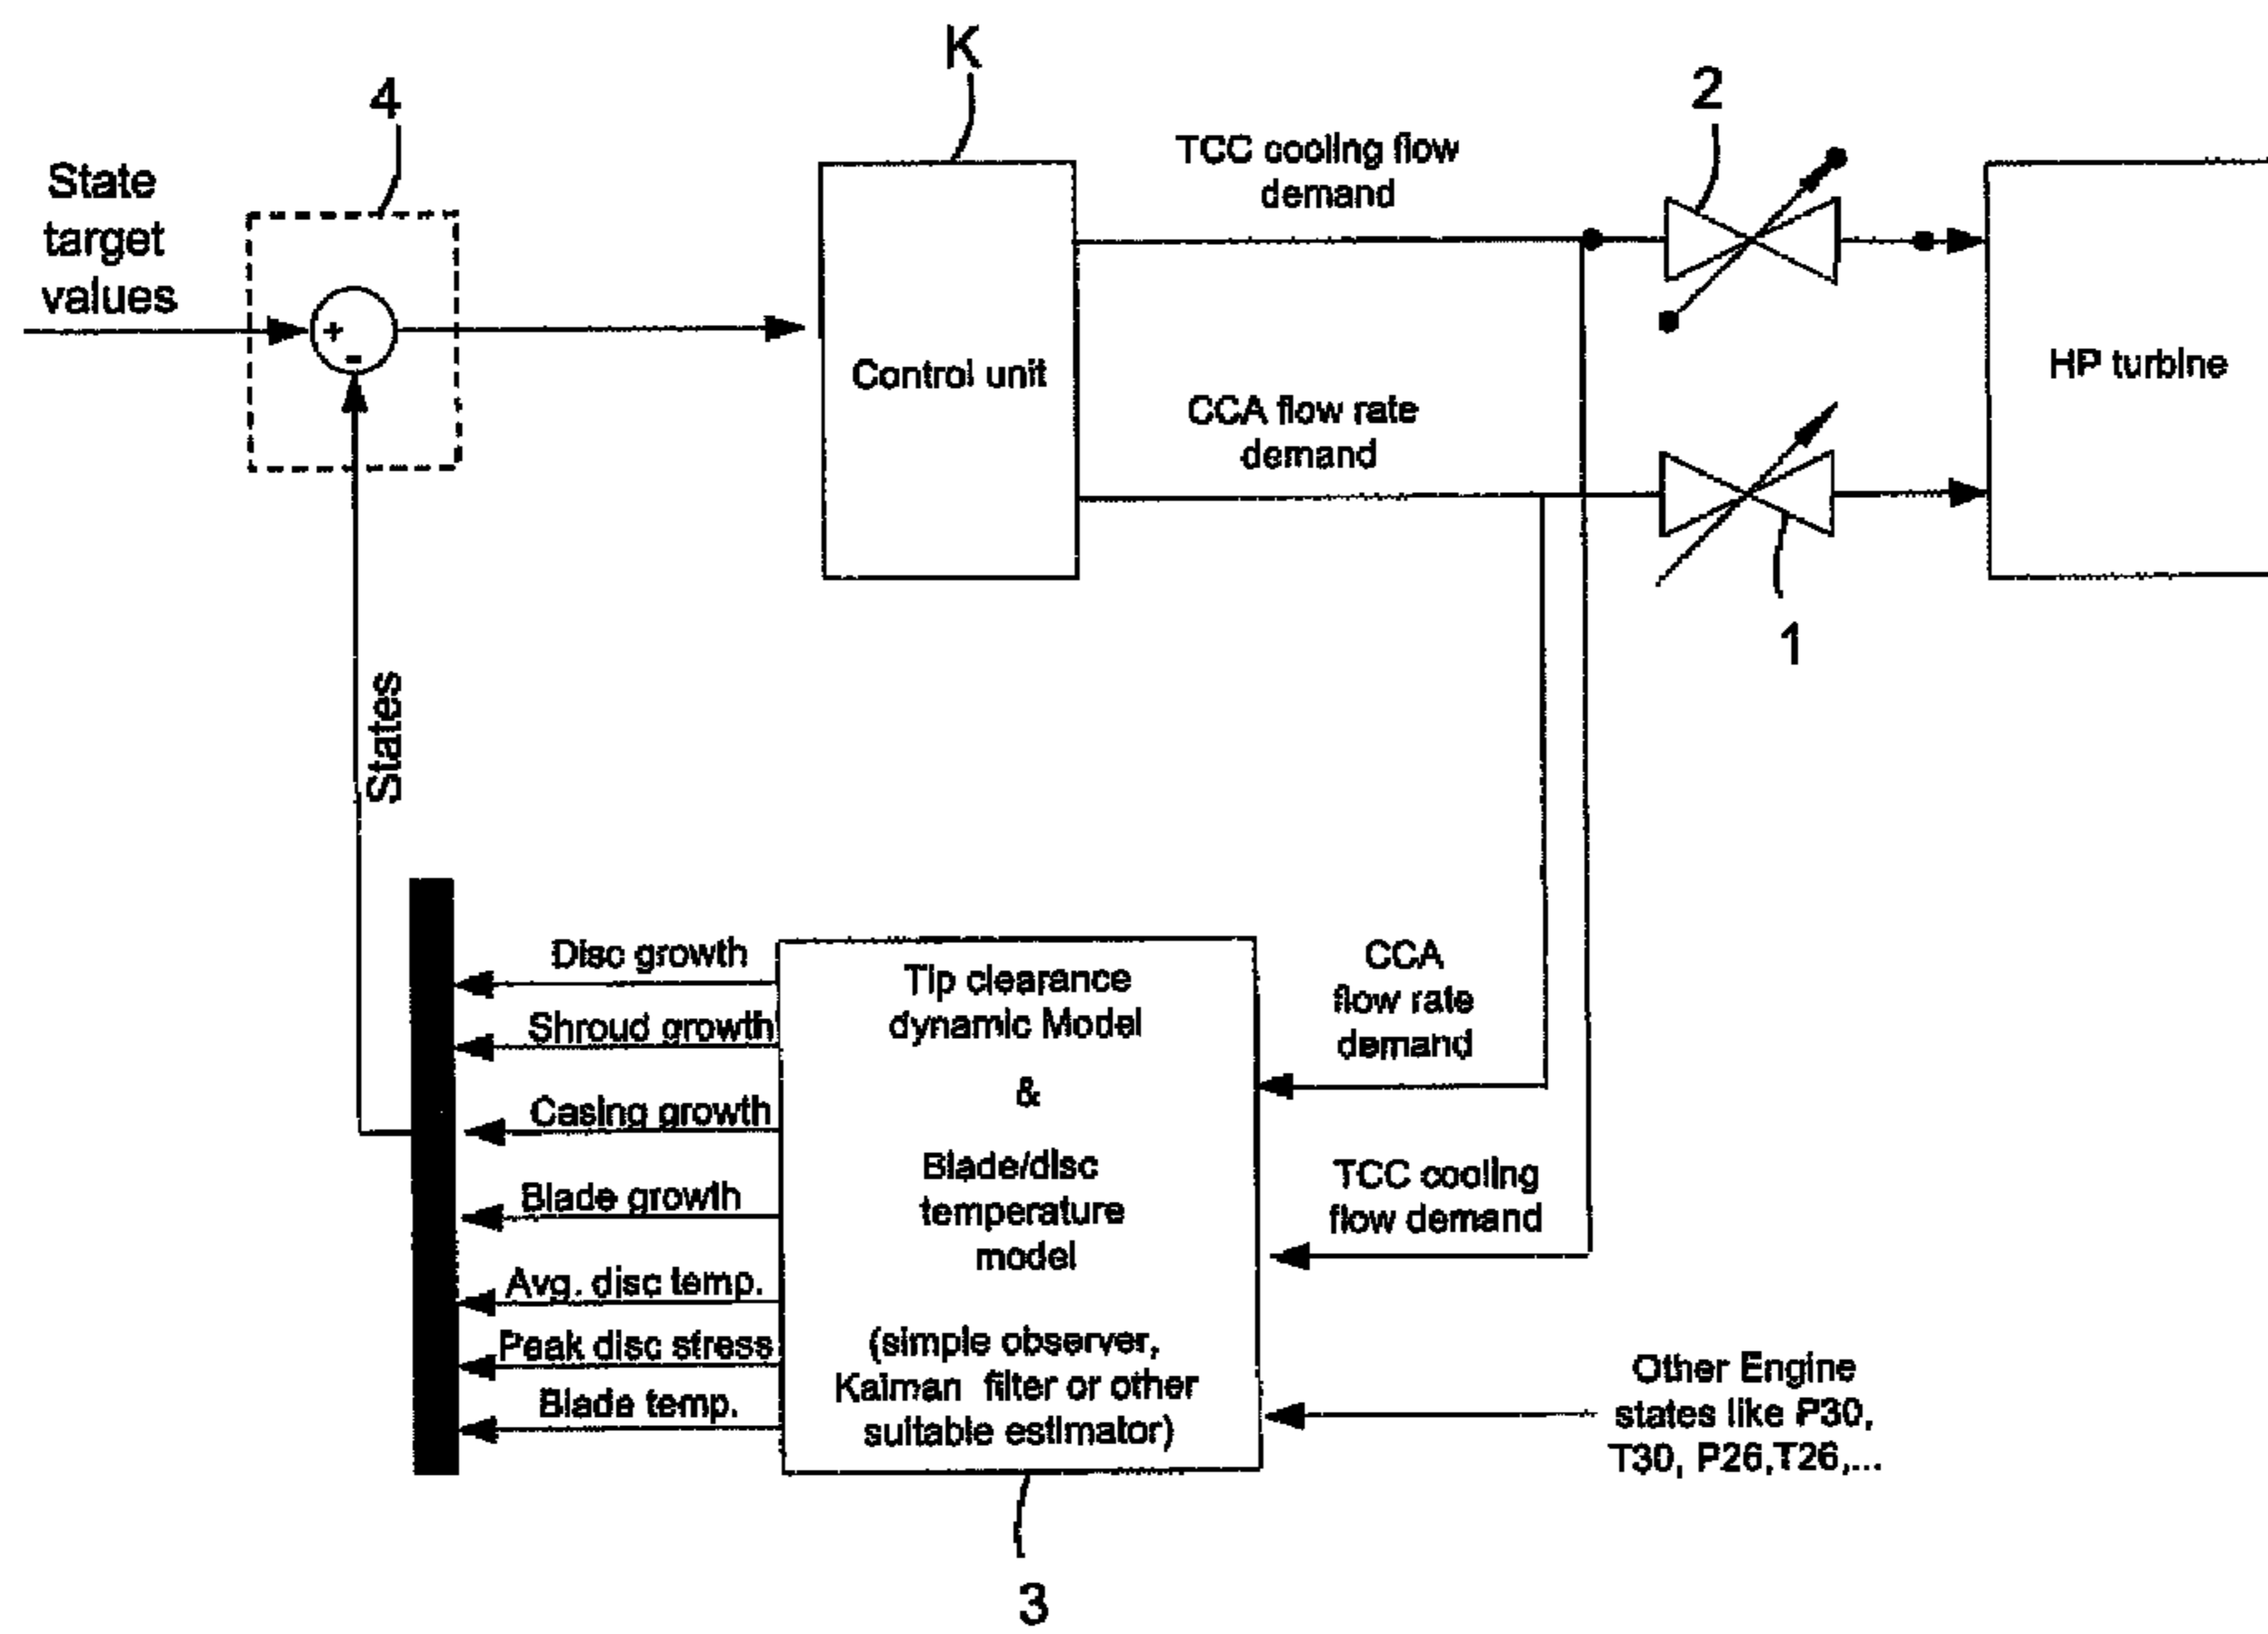 K
4
2
State
target
values
TCC cooling flow
demand
+
-
Control unit
HP turbine
CCA flow rate
demand
1
States
Disc growth
Shroud growth
Casing growth
Blade growth
Avg. disc temp.
Peak disc stress
Blade temp.
Tip clearance
dynamic Model
&
Blade/disc
temperature
model
(simple observer,
Kalman filter or other
suitable estimator)
CCA
flow rate
demand
TCC cooling
flow demand
Other Engine
states like P30,
T30, P26,T26,...
3